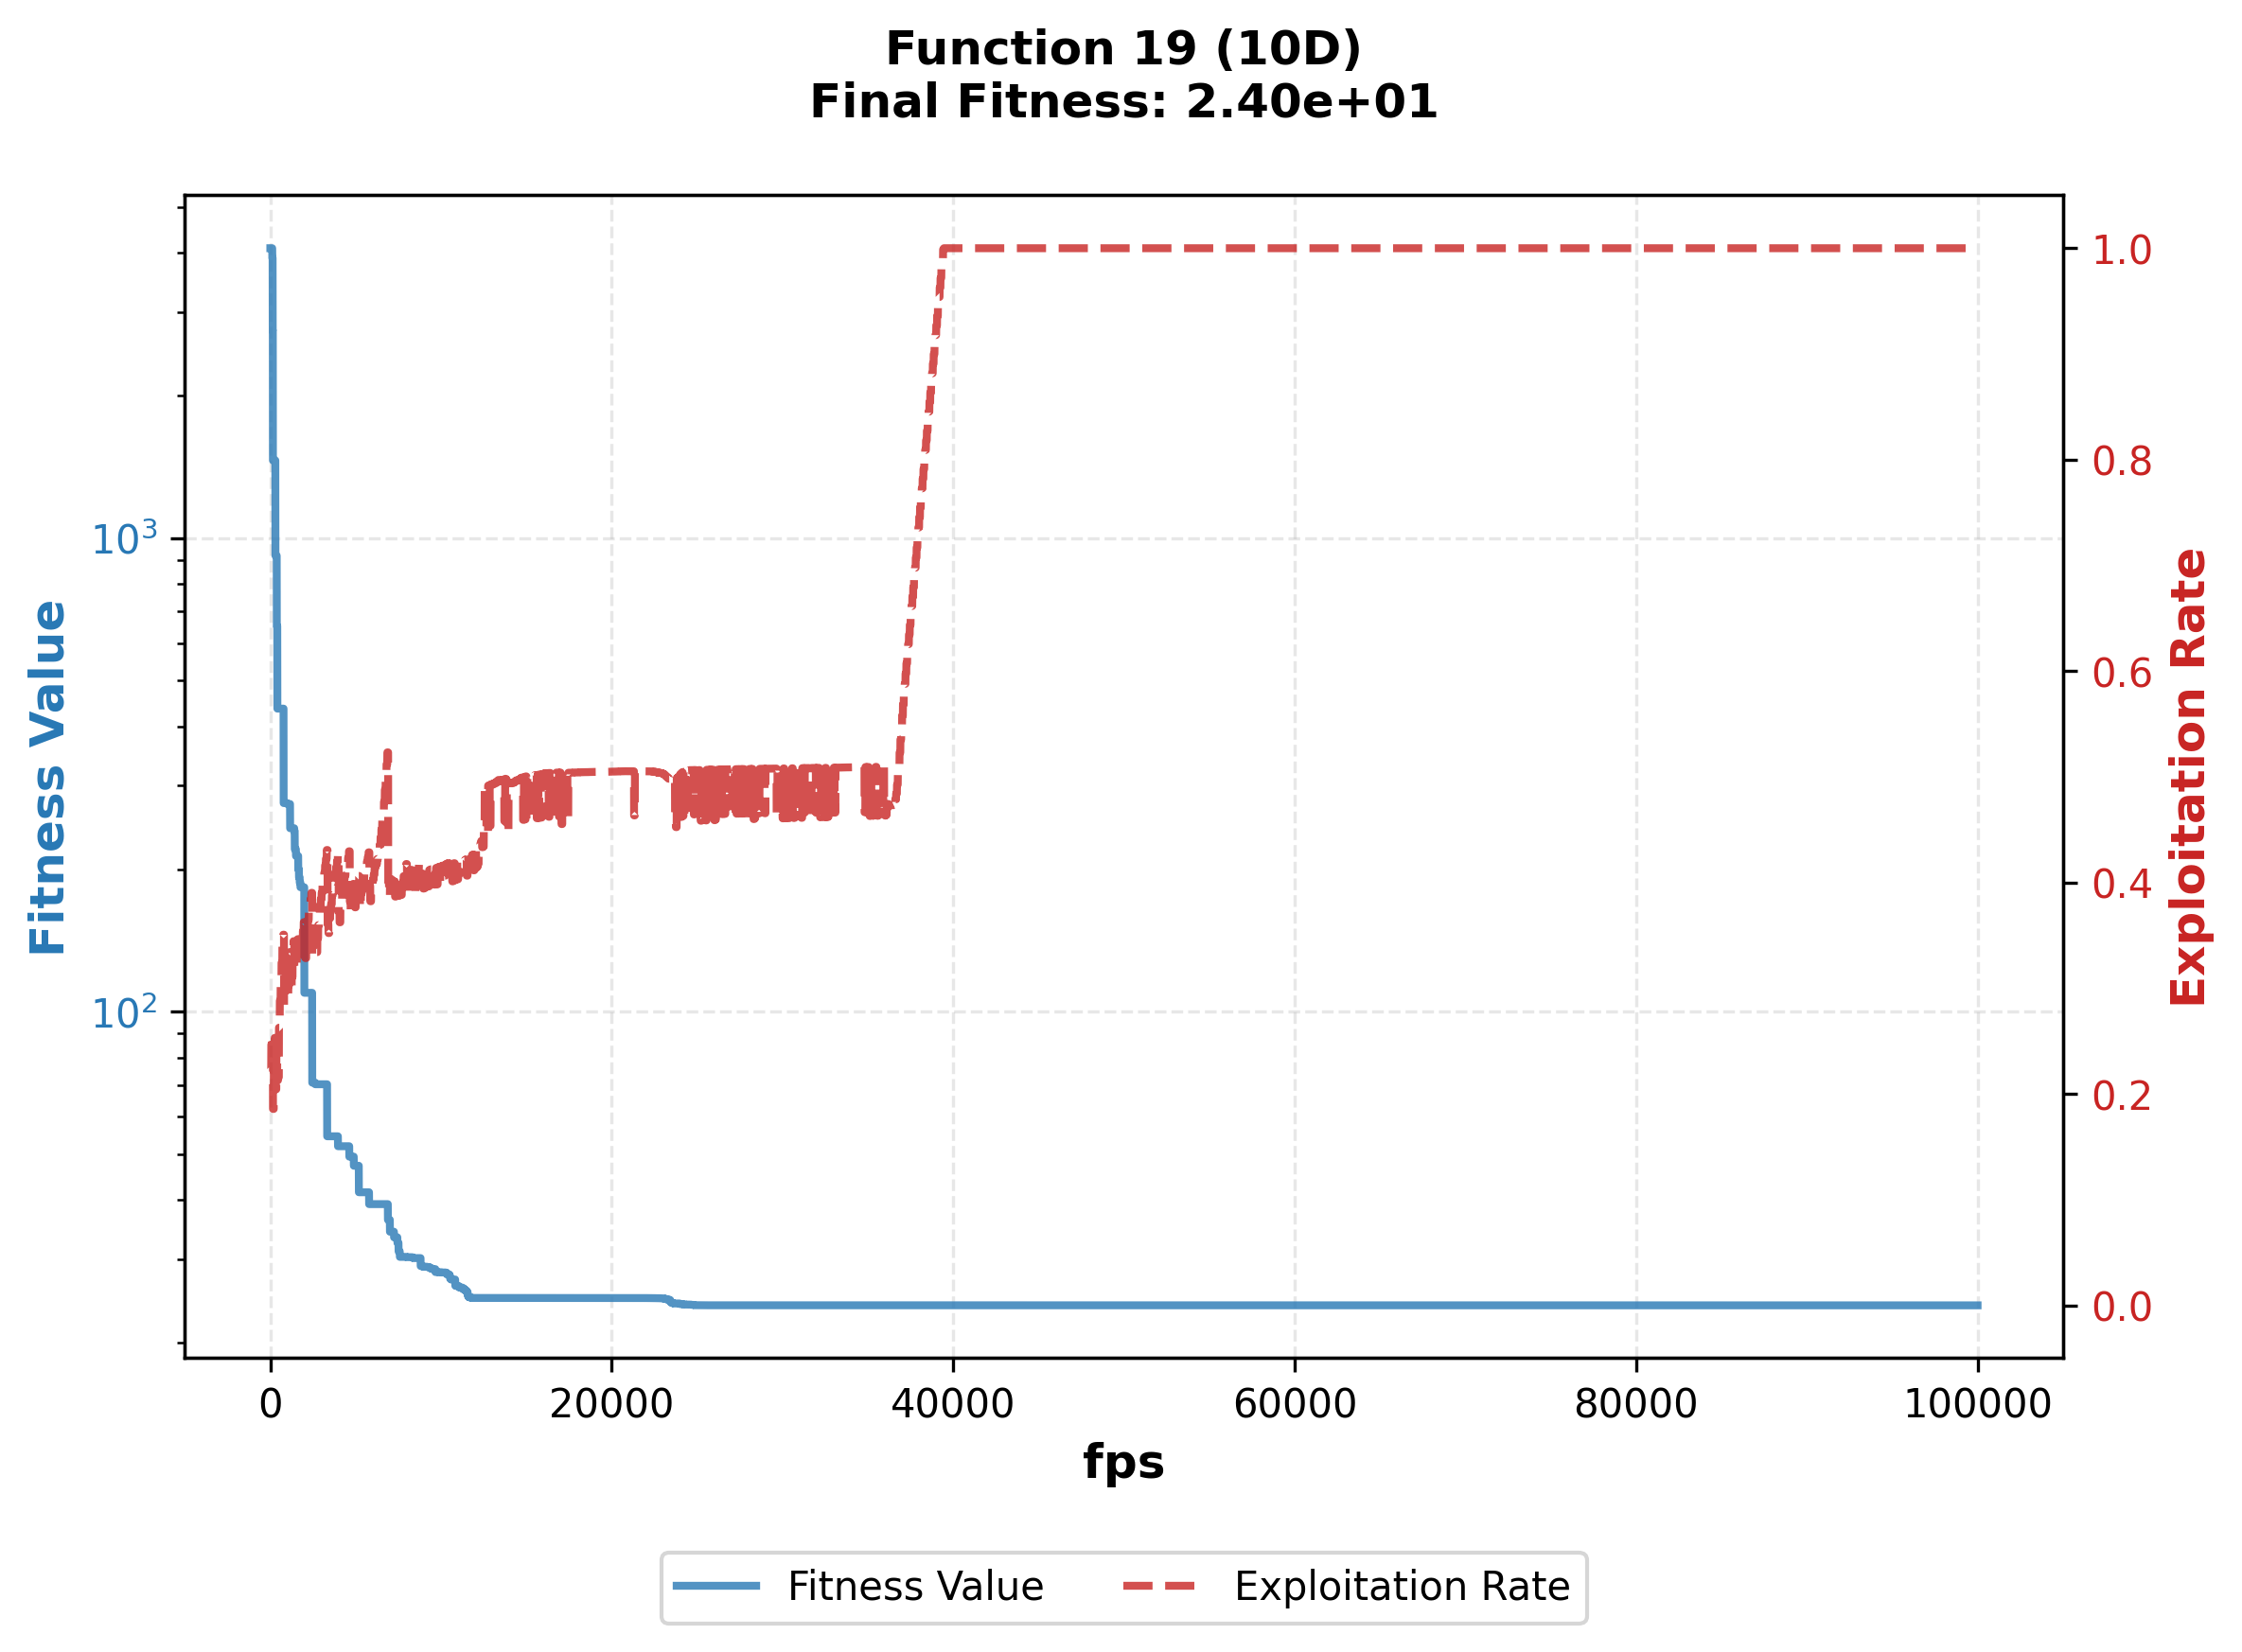 Function 19 (10D)
Final Fitness: 2.40e+01
Fitness Value
10³
10²
1.0
0.8
0.6
0.4
0.2
0.0
Exploitation Rate
0 20000 40000 60000 80000 100000
fps
Fitness Value Exploitation Rate